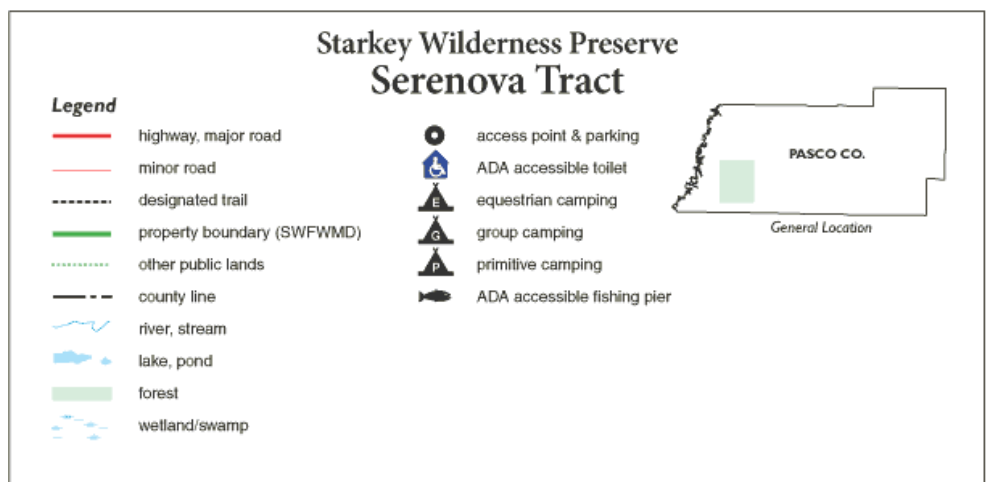 Starkey Wilderness Preserve
Serenova Tract
Legend
highway, major road
minor road
designated trail
property boundary (SWFWMD)
other public lands
county line
river, stream
lake, pond
forest
wetland/swamp
access point & parking
ADA accessible toilet
E
equestrian camping
G
group camping
P
primitive camping
ADA accessible fishing pier
PASCO CO.
General Location